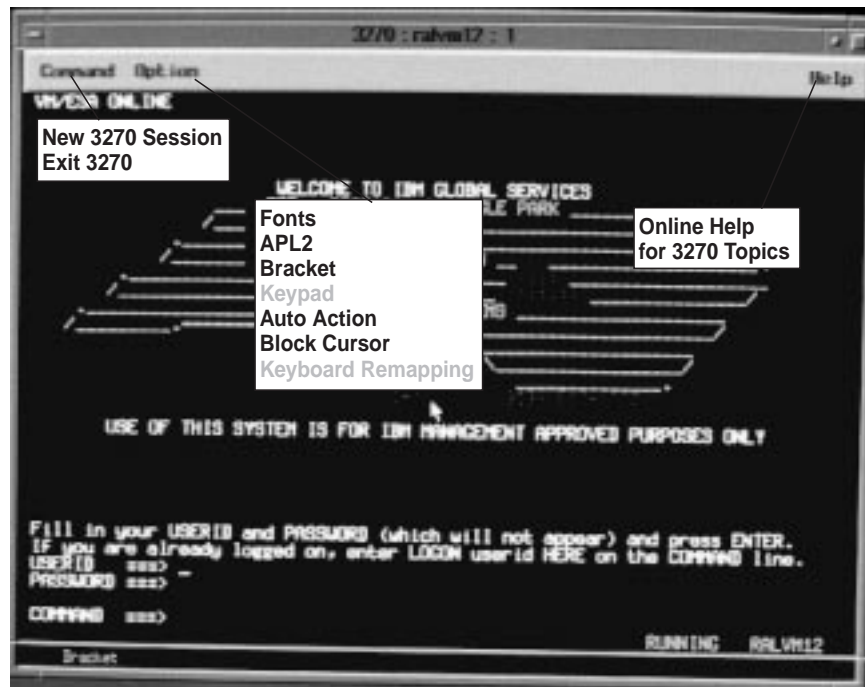 3270 : ralvm12 : 1
Command Option Help
VM/ESA ONLINE
New 3270 Session
Exit 3270
WELCOME TO IBM GLOBAL SERVICES
LE PARK
Fonts
APL2
Bracket
Keypad
Auto Action
Block Cursor
Keyboard Remapping
Online Help
for 3270 Topics
MS
USE OF THIS SYSTEM IS FOR IBM MANAGEMENT APPROVED PURPOSES ONLY
Fill in your USERID and PASSWORD (which will not appear) and press ENTER.
IF you are already logged on, enter LOGON userid HERE on the COMMAND line.
USERID ===>
PASSWORD ===> _
COMMAND ===>
RUNNING RALVM12
Bracket